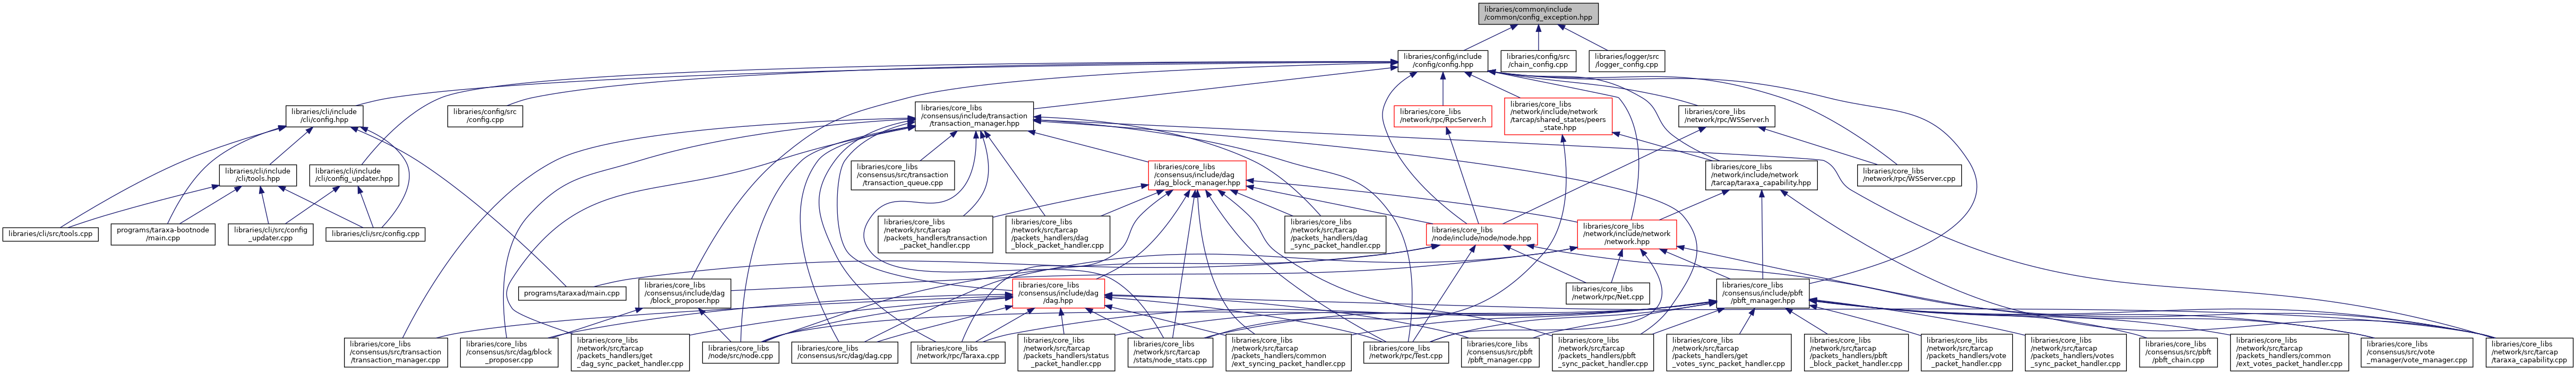 libraries/common/include
/common/config_exception.hpp
libraries/config/include
/config/config.hpp
libraries/config/src
/chain_config.cpp
libraries/logger/src
/logger_config.cpp
libraries/cli/include
/cli/config.hpp
libraries/config/src
/config.cpp
libraries/core_libs
/consensus/include/transaction
/transaction_manager.hpp
libraries/core_libs
/network/rpc/RpcServer.h
libraries/core_libs
/network/include/network
/tarcap/shared_states/peers
_state.hpp
libraries/core_libs
/network/rpc/WSServer.h
libraries/cli/include
/cli/tools.hpp
libraries/cli/include
/cli/config_updater.hpp
libraries/core_libs
/consensus/src/transaction
/transaction_queue.cpp
libraries/core_libs
/consensus/include/dag
/dag_block_manager.hpp
libraries/core_libs
/network/include/network
/tarcap/taraxa_capability.hpp
libraries/core_libs
/network/rpc/WSServer.cpp
libraries/cli/src/tools.cpp
programs/taraxa-bootnode
/main.cpp
libraries/cli/src/config
_updater.cpp
libraries/cli/src/config.cpp
libraries/core_libs
/network/src/tarcap
/packets_handlers/transaction
_packet_handler.cpp
libraries/core_libs
/network/src/tarcap
/packets_handlers/dag
_block_packet_handler.cpp
libraries/core_libs
/network/src/tarcap
/packets_handlers/dag
_sync_packet_handler.cpp
libraries/core_libs
/node/include/node/node.hpp
libraries/core_libs
/network/include/network
/network.hpp
programs/taraxad/main.cpp
libraries/core_libs
/consensus/include/dag
/block_proposer.hpp
libraries/core_libs
/consensus/include/dag
/dag.hpp
libraries/core_libs
/network/rpc/Net.cpp
libraries/core_libs
/consensus/include/pbft
/pbft_manager.hpp
libraries/core_libs
/consensus/src/transaction
/transaction_manager.cpp
libraries/core_libs
/consensus/src/dag/block
_proposer.cpp
libraries/core_libs
/network/src/tarcap
/packets_handlers/get
_dag_sync_packet_handler.cpp
libraries/core_libs
/node/src/node.cpp
libraries/core_libs
/consensus/src/dag/dag.cpp
libraries/core_libs
/network/rpc/Taraxa.cpp
libraries/core_libs
/network/src/tarcap
/packets_handlers/status
_packet_handler.cpp
libraries/core_libs
/network/src/tarcap
/stats/node_stats.cpp
libraries/core_libs
/network/src/tarcap
/packets_handlers/common
/ext_syncing_packet_handler.cpp
libraries/core_libs
/network/rpc/Test.cpp
libraries/core_libs
/consensus/src/pbft
/pbft_manager.cpp
libraries/core_libs
/network/src/tarcap
/packets_handlers/pbft
_sync_packet_handler.cpp
libraries/core_libs
/network/src/tarcap
/packets_handlers/get
_votes_sync_packet_handler.cpp
libraries/core_libs
/network/src/tarcap
/packets_handlers/pbft
_block_packet_handler.cpp
libraries/core_libs
/network/src/tarcap
/packets_handlers/vote
_packet_handler.cpp
libraries/core_libs
/network/src/tarcap
/packets_handlers/votes
_sync_packet_handler.cpp
libraries/core_libs
/consensus/src/pbft
/pbft_chain.cpp
libraries/core_libs
/network/src/tarcap
/packets_handlers/common
/ext_votes_packet_handler.cpp
libraries/core_libs
/consensus/src/vote
_manager/vote_manager.cpp
libraries/core_libs
/network/src/tarcap
/taraxa_capability.cpp